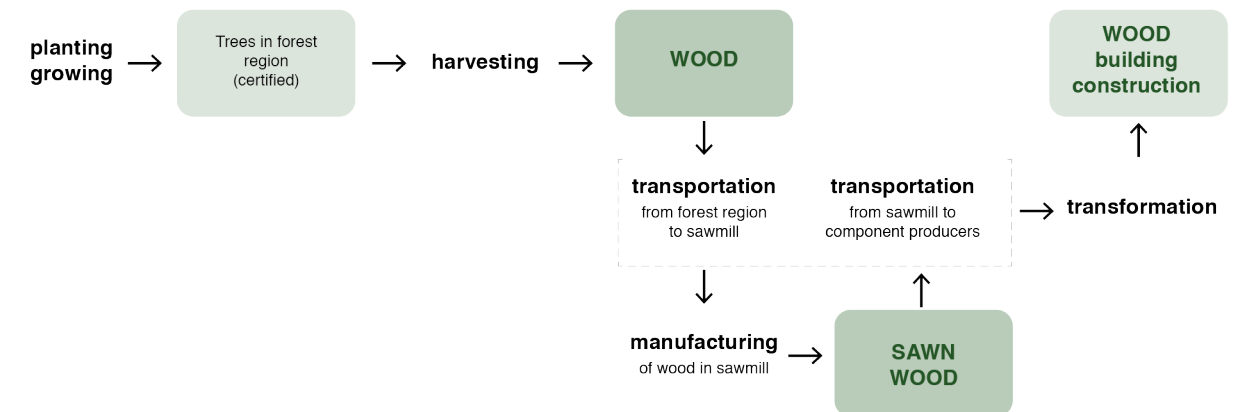 planting
growing
Trees in forest
region
(certified)
harvesting
WOOD
WOOD
building
construction
transportation
from forest region
to sawmill
transportation
from sawmill to
component producers
transformation
manufacturing
of wood in sawmill
SAWN
WOOD